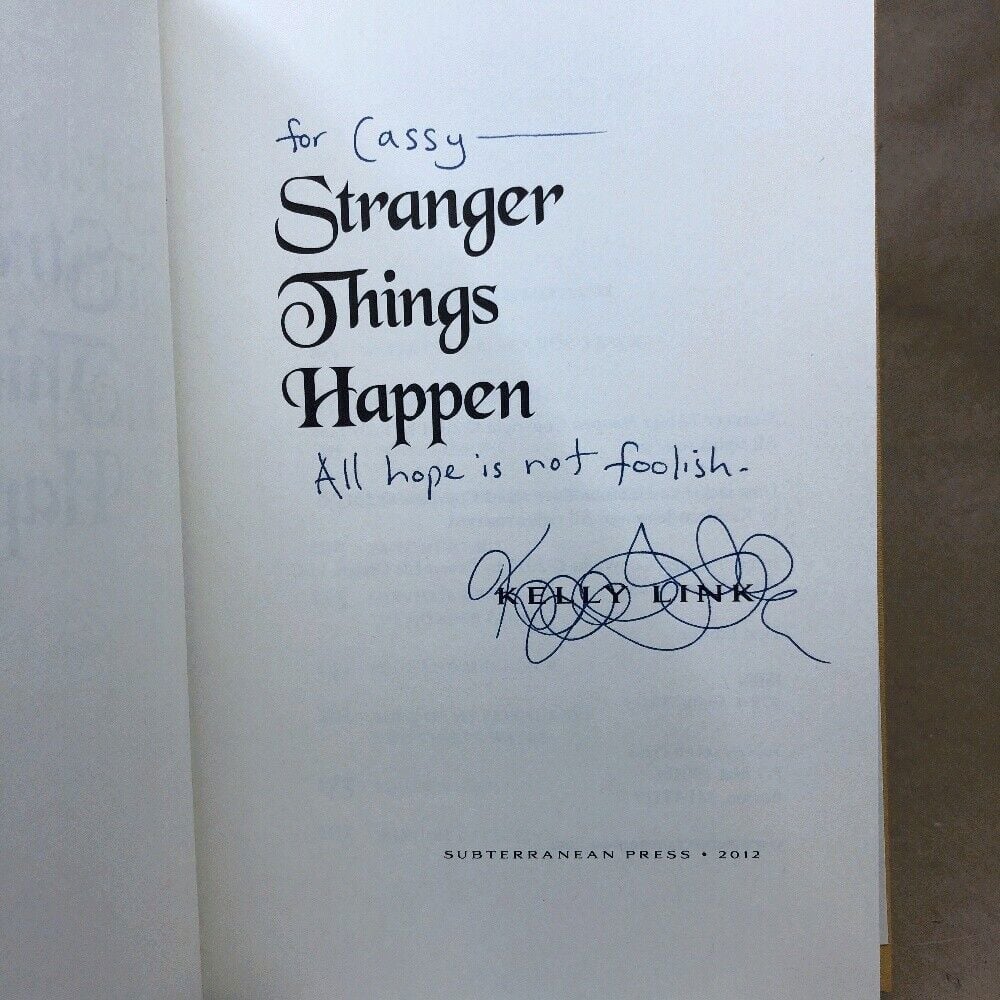 for Cassy
Stranger
Things
Happen
All hope is not foolish.
KELLY LINK
SUBTERRANEAN PRESS • 2012